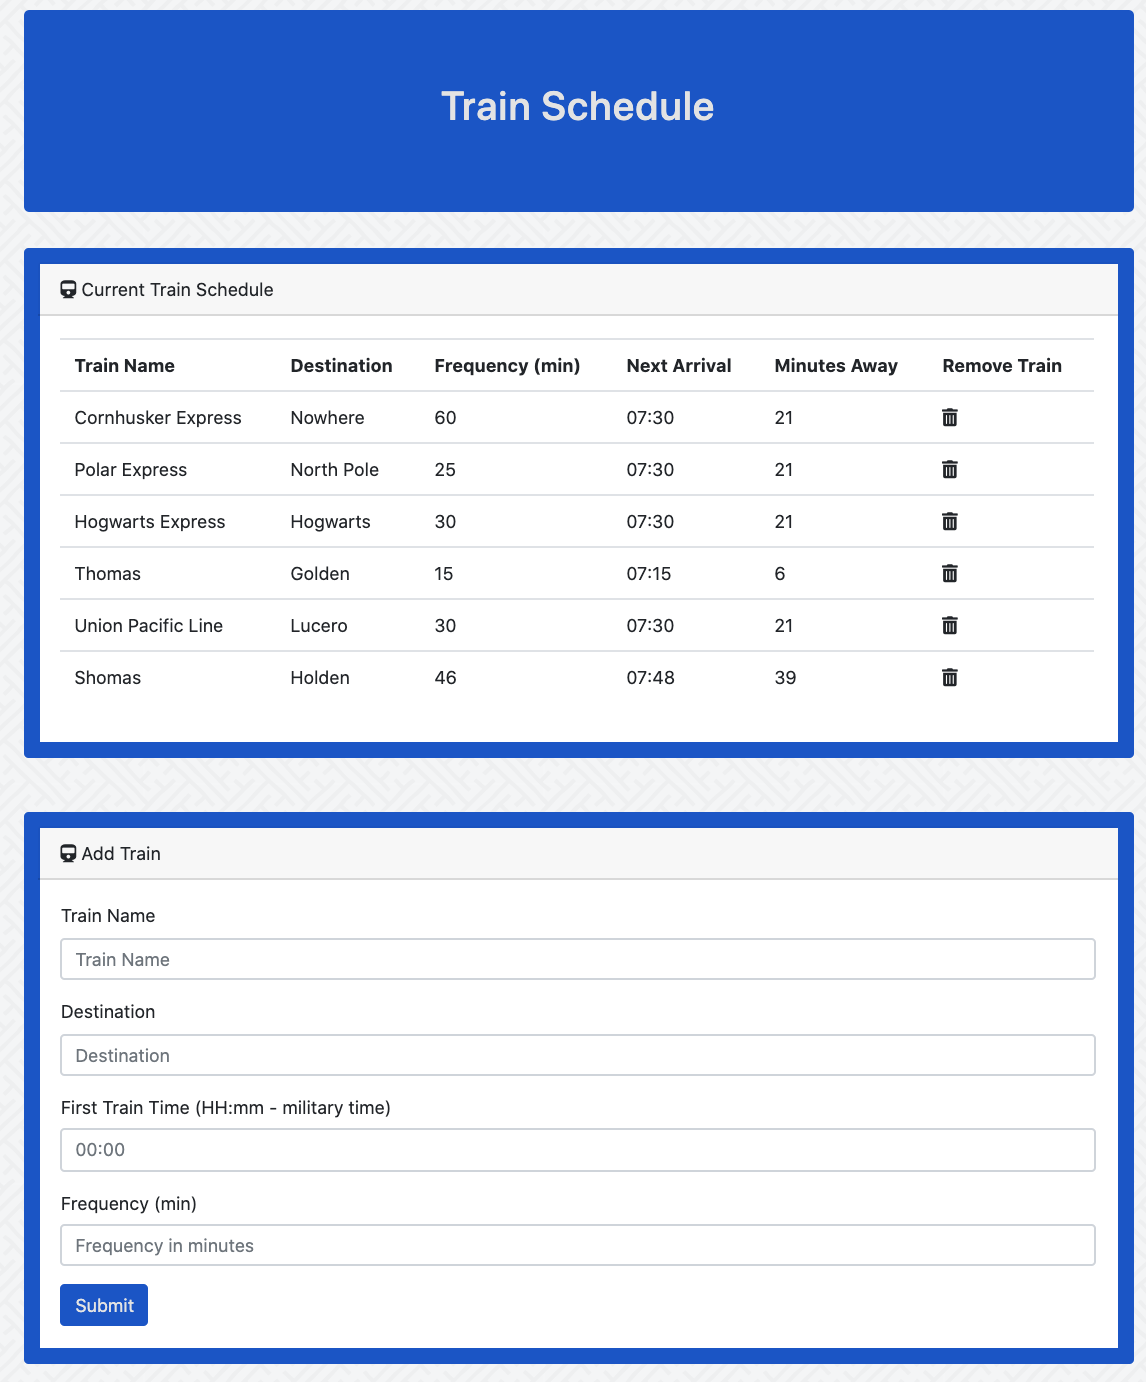 Train Schedule
Current Train Schedule
Train Name Destination Frequency (min) Next Arrival Minutes Away Remove Train
Cornhusker Express Nowhere 60 07:30 21
Polar Express North Pole 25 07:30 21
Hogwarts Express Hogwarts 30 07:30 21
Thomas Golden 15 07:15 6
Union Pacific Line Lucero 30 07:30 21
Shomas Holden 46 07:48 39
Add Train
Train Name
Train Name
Destination
Destination
First Train Time (HH:mm - military time)
00:00
Frequency (min)
Frequency in minutes
Submit